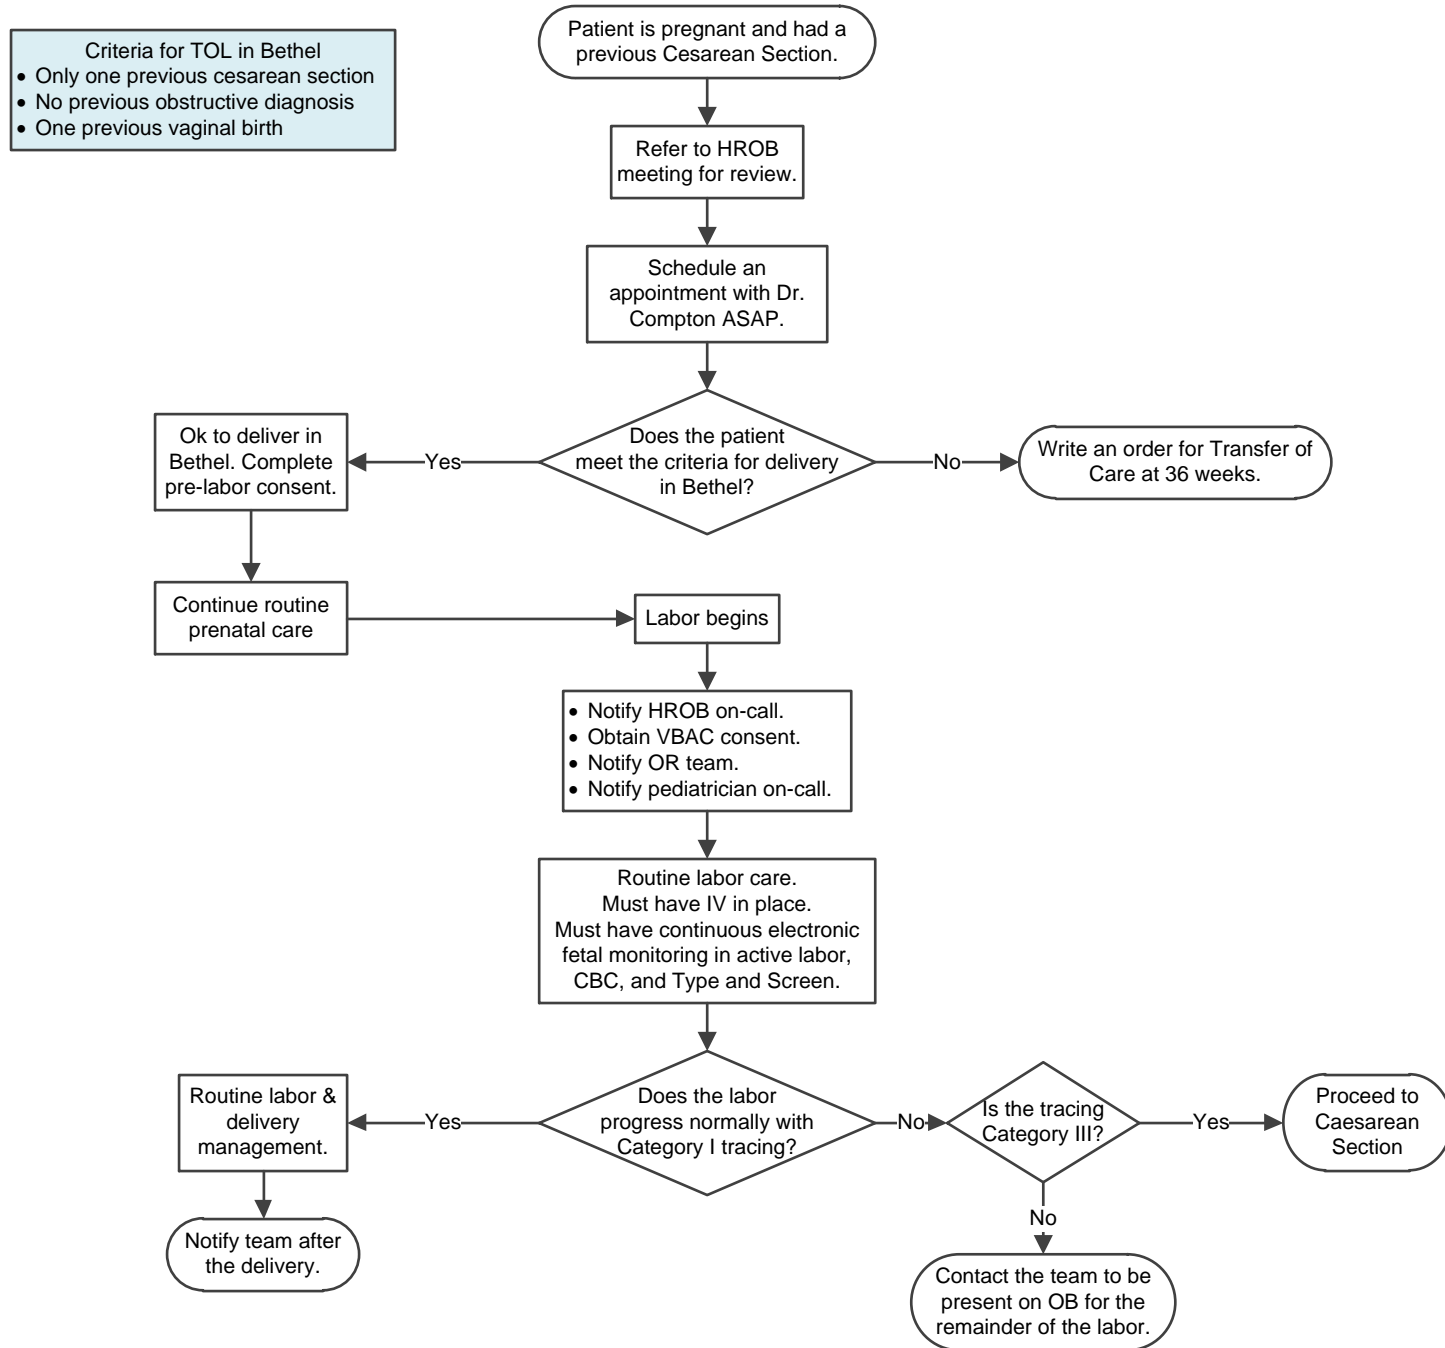 Criteria for TOL in Bethel
• Only one previous cesarean section
• No previous obstructive diagnosis
• One previous vaginal birth
Patient is pregnant and had a
previous Cesarean Section.
Refer to HROB
meeting for review.
Schedule an
appointment with Dr.
Compton ASAP.
Does the patient
meet the criteria for delivery
in Bethel?
Yes
No
Ok to deliver in
Bethel. Complete
pre-labor consent.
Write an order for Transfer of
Care at 36 weeks.
Continue routine
prenatal care
Labor begins
• Notify HROB on-call.
• Obtain VBAC consent.
• Notify OR team.
• Notify pediatrician on-call.
Routine labor care.
Must have IV in place.
Must have continuous electronic
fetal monitoring in active labor,
CBC, and Type and Screen.
Does the labor
progress normally with
Category I tracing?
Yes
No
Routine labor &
delivery
management.
Notify team after
the delivery.
Is the tracing
Category III?
Yes
No
Proceed to
Caesarean
Section
Contact the team to be
present on OB for the
remainder of the labor.